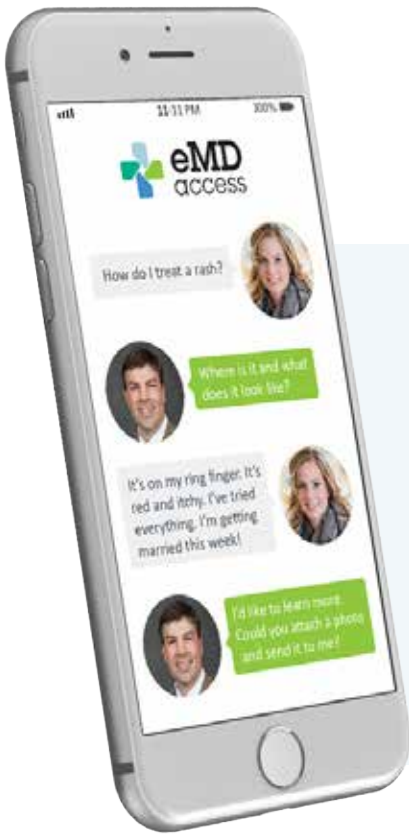 11:11 PM
100%
eMD
access
How do I treat a rash?
Where is it and what
does it look like?
It's on my ring finger. It's
red and itchy. I've tried
everything. I'm getting
married this week!
I'd like to learn more.
Could you attach a photo
and send it to me?